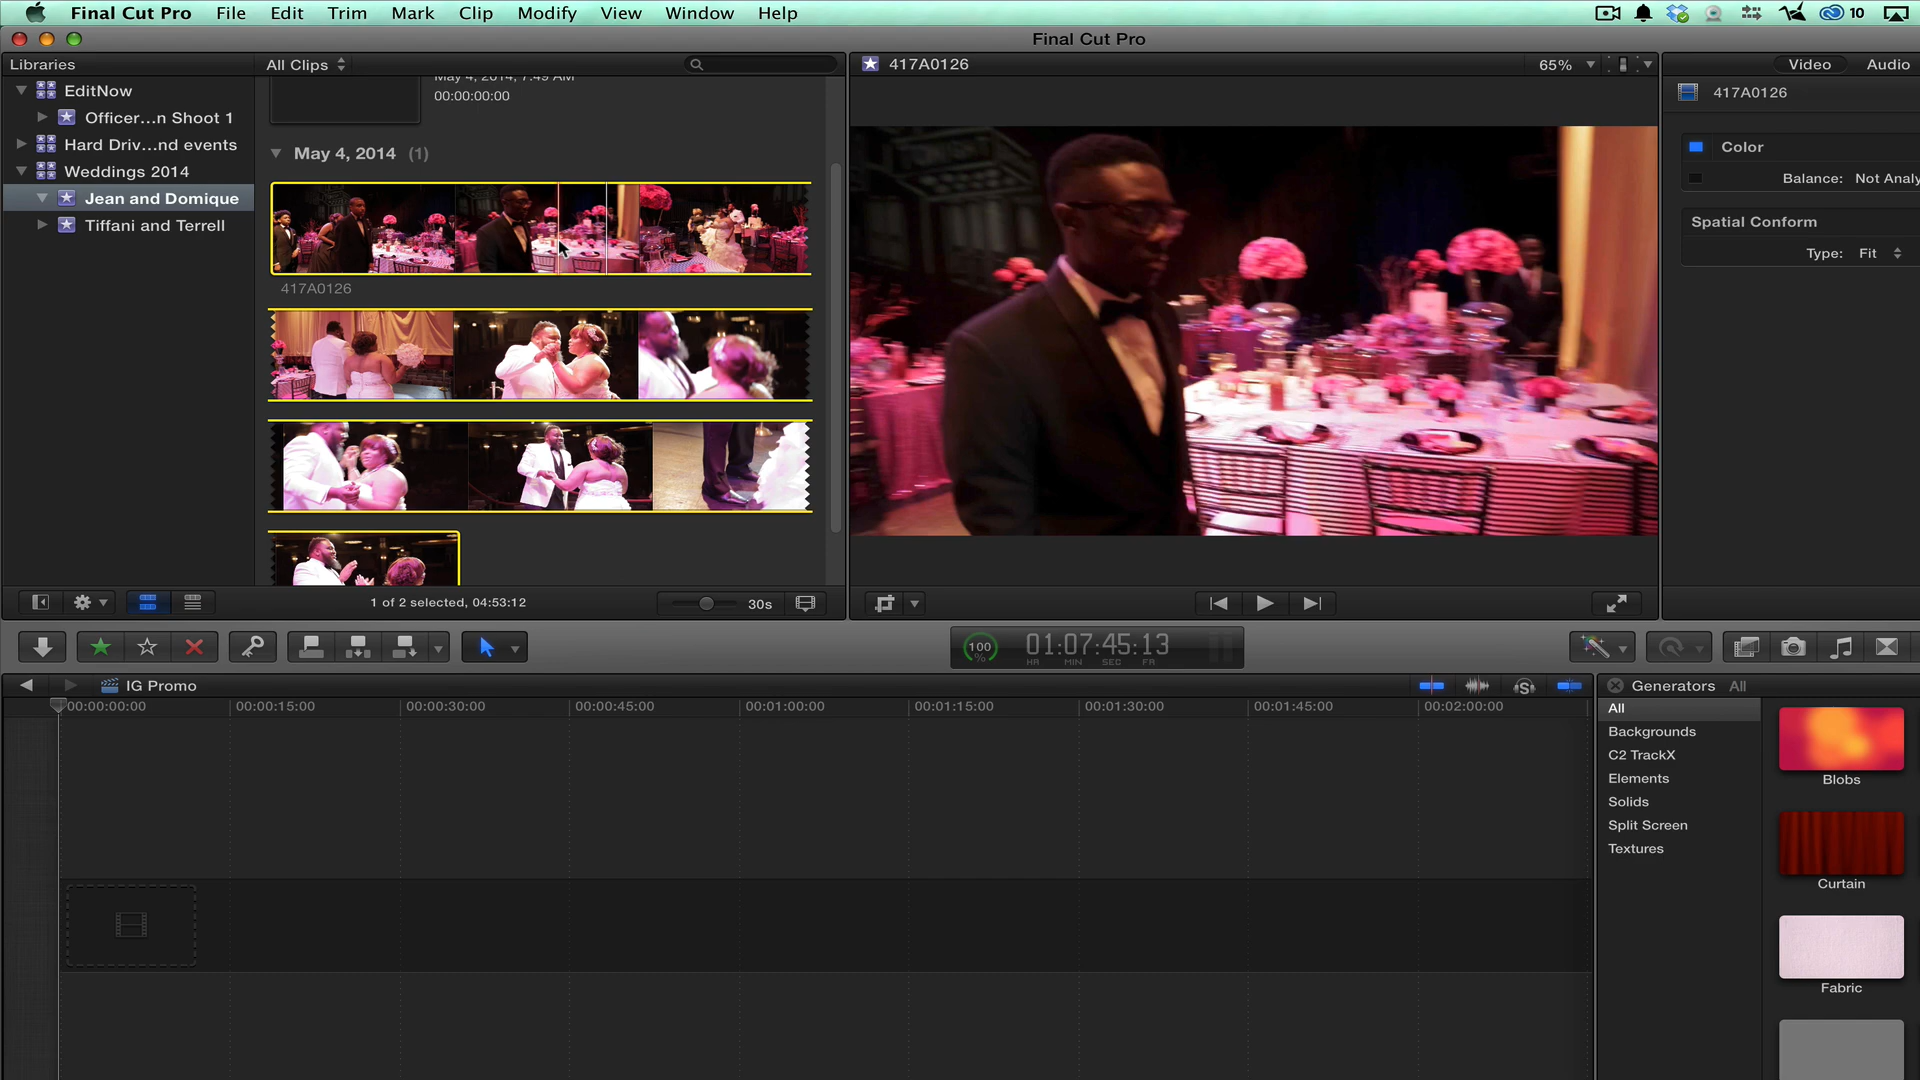 Final Cut Pro File Edit Trim Mark Clip Modify View Window Help 10
Final Cut Pro
Libraries
All Clips
417A0126
65%
Video Audio
EditNow
Officer...n Shoot 1
Hard Driv...nd events
Weddings 2014
Jean and Domique
Tiffani and Terrell
May 4, 2014, 7:49 AM
00:00:00:00
May 4, 2014 (1)
417A0126
417A0126
Color
Balance: Not Analy
Spatial Conform
Type: Fit
1 of 2 selected, 04:53:12
30s
100
%
01:07:45:13
HR MIN SEC FR
IG Promo
00:00:00:00 00:00:15:00 00:00:30:00 00:00:45:00 00:01:00:00 00:01:15:00 00:01:30:00 00:01:45:00 00:02:00:00
Generators All
All
Backgrounds
C2 TrackX
Elements
Solids
Split Screen
Textures
Blobs
Curtain
Fabric